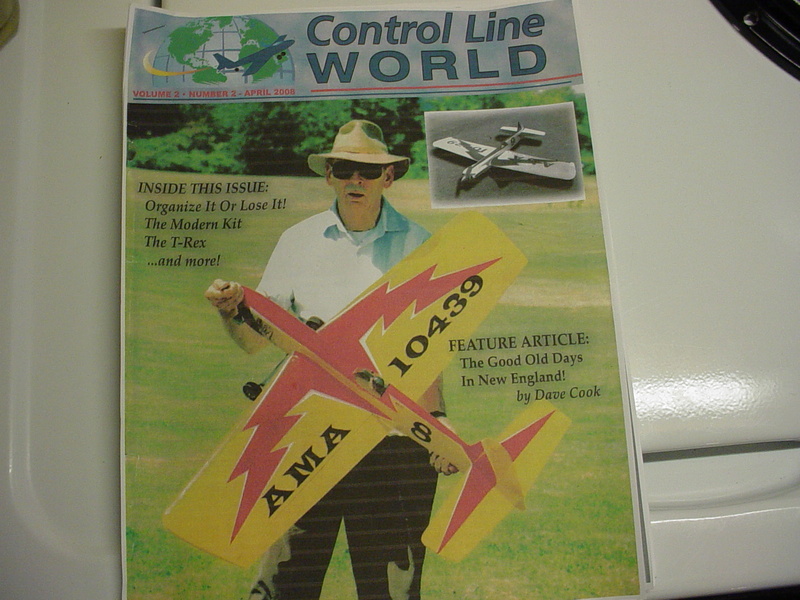 Control Line
WORLD
VOLUME 2 • NUMBER 2 - APRIL 2008
INSIDE THIS ISSUE:
Organize It Or Lose It!
The Modern Kit
The T-Rex
...and more!
10439
AMA
8
FEATURE ARTICLE:
The Good Old Days
In New England!
by Dave Cook